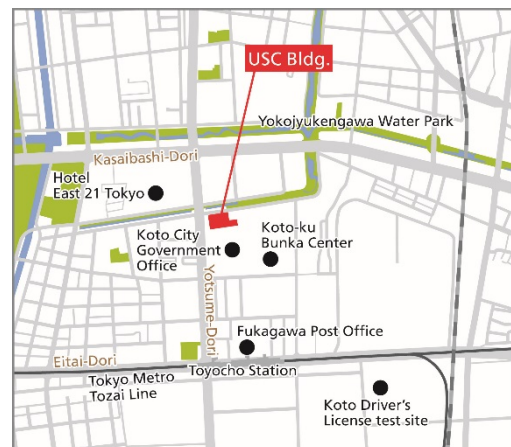 USC Bldg.
Yokojyukengawa Water Park
Kasaibashi-Dori
Hotel
East 21 Tokyo
Koto City
Government
Office
Koto-ku
Bunka Center
Yotsume-Dori
Fukagawa Post Office
Eitai-Dori
Toyocho Station
Tokyo Metro
Tozai Line
Koto Driver's
License test site